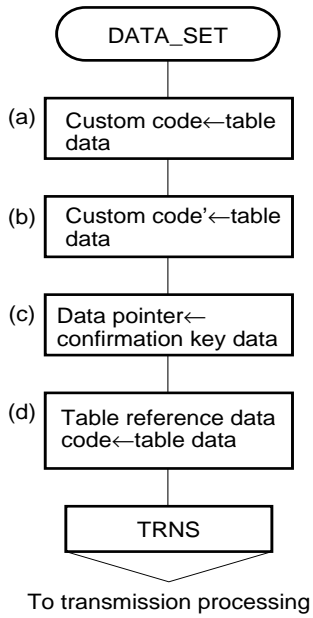 DATA_SET
(a)
Custom code←table
data
(b)
Custom code'←table
data
(c)
Data pointer←
confirmation key data
(d)
Table reference data
code←table data
TRNS
To transmission processing